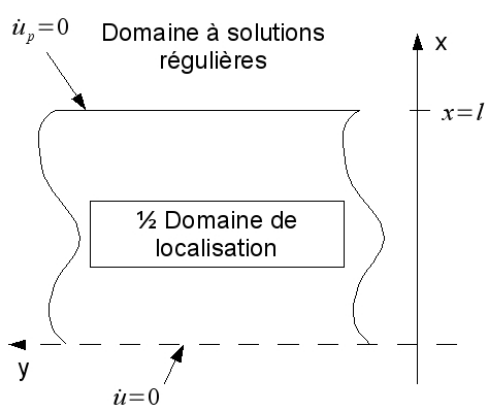 u̇ₚ=0
Domaine à solutions
régulières
x
x=l
½ Domaine de
localisation
y
u̇=0